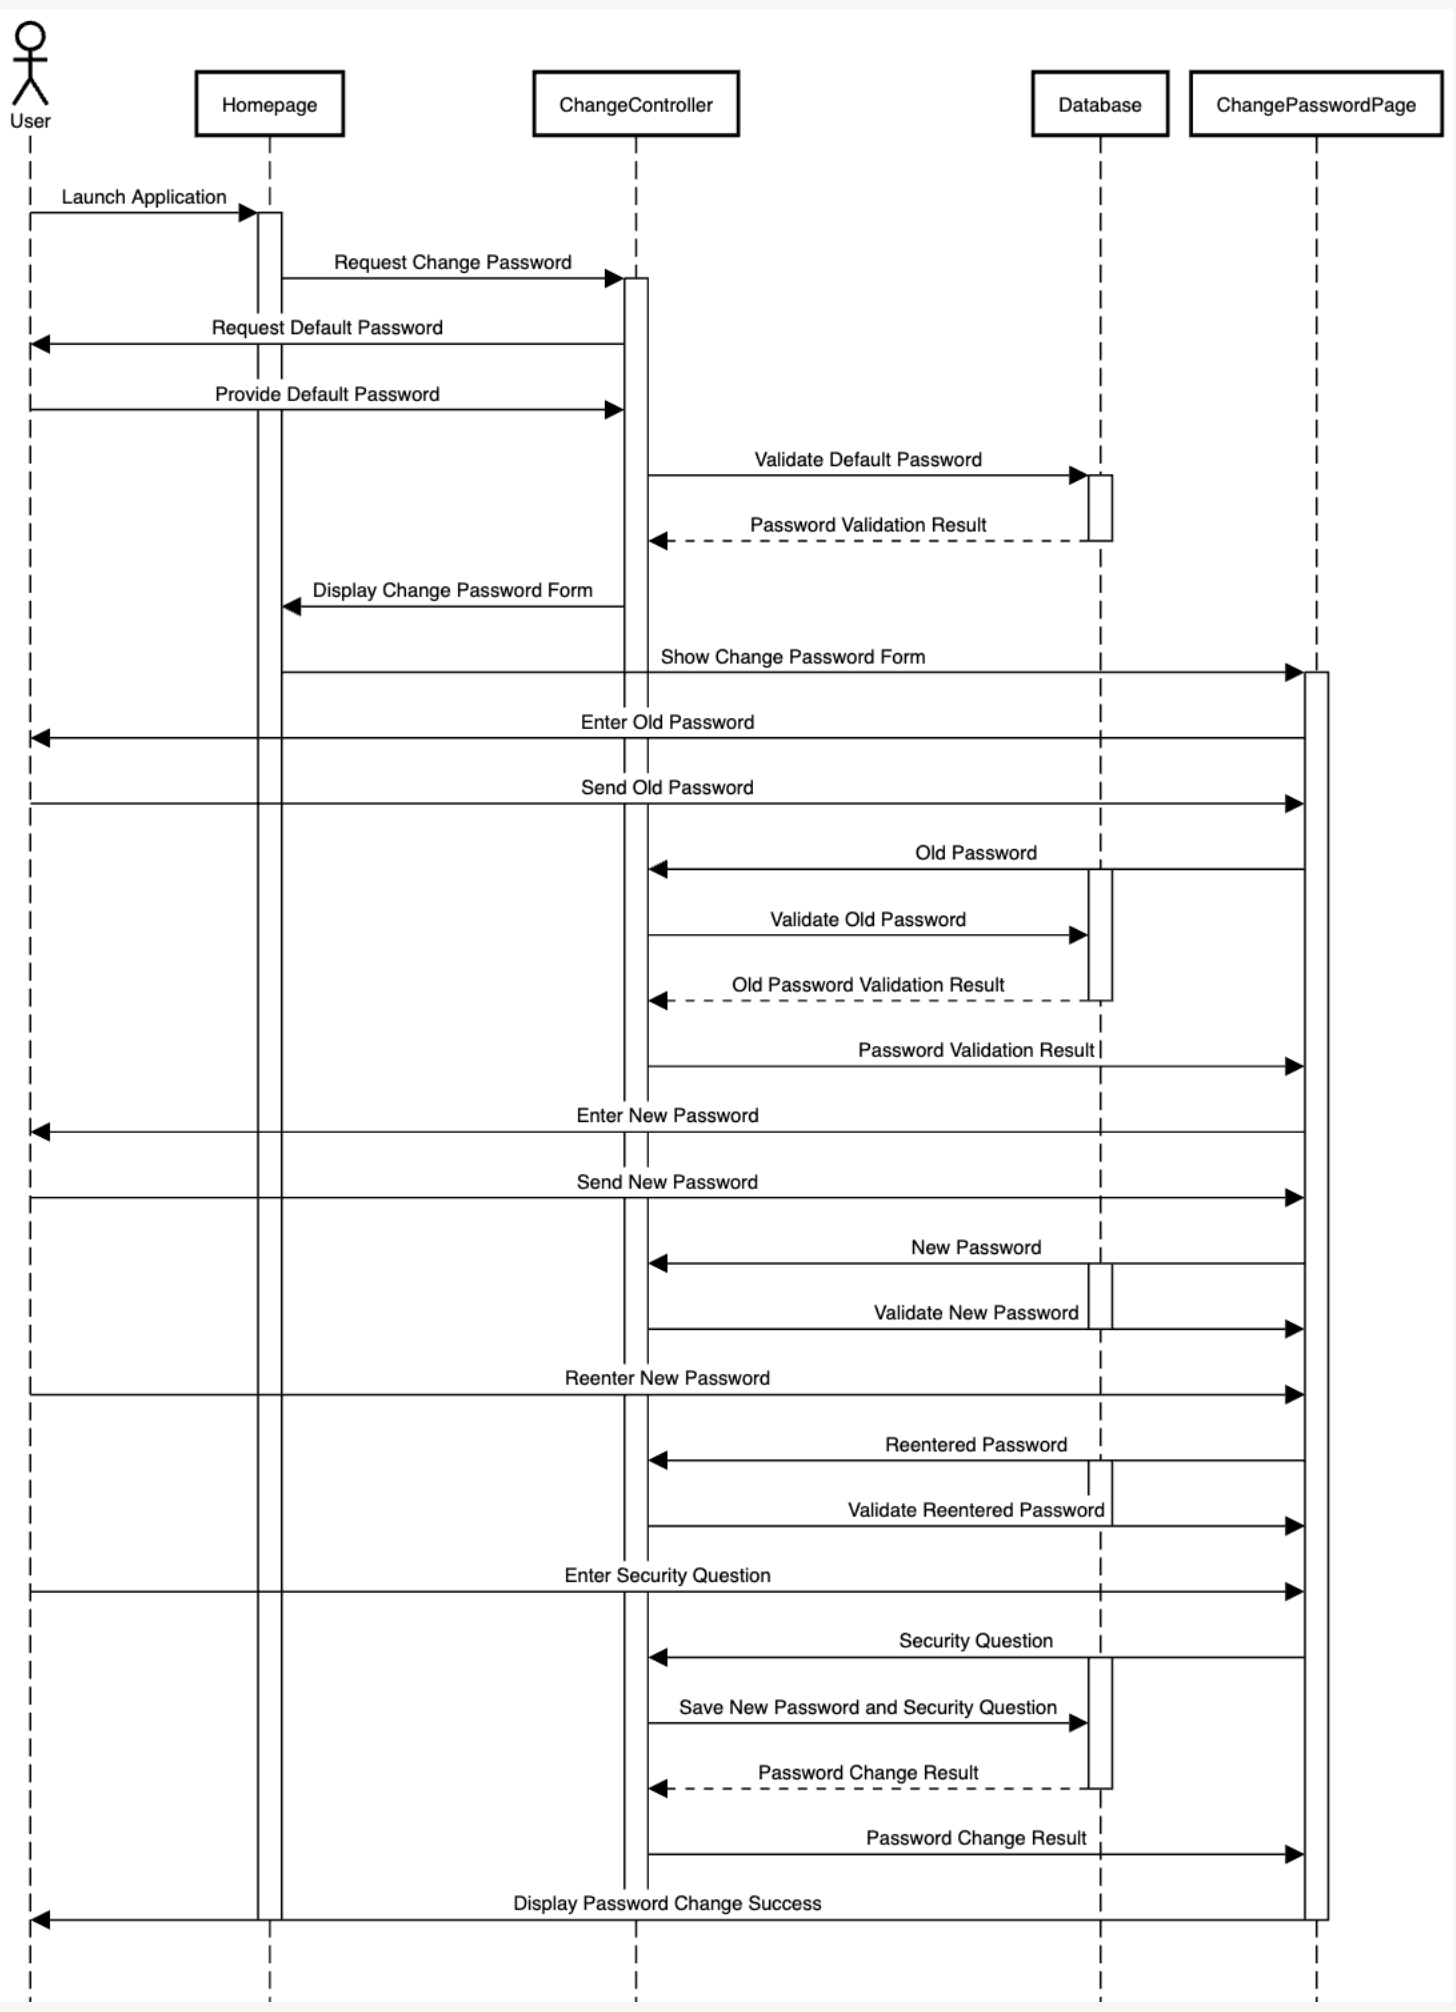 User
Homepage
ChangeController
Database
ChangePasswordPage
Launch Application
Request Change Password
Request Default Password
Provide Default Password
Validate Default Password
Password Validation Result
Display Change Password Form
Show Change Password Form
Enter Old Password
Send Old Password
Old Password
Validate Old Password
Old Password Validation Result
Password Validation Result
Enter New Password
Send New Password
New Password
Validate New Password
Reenter New Password
Reentered Password
Validate Reentered Password
Enter Security Question
Security Question
Save New Password and Security Question
Password Change Result
Password Change Result
Display Password Change Success